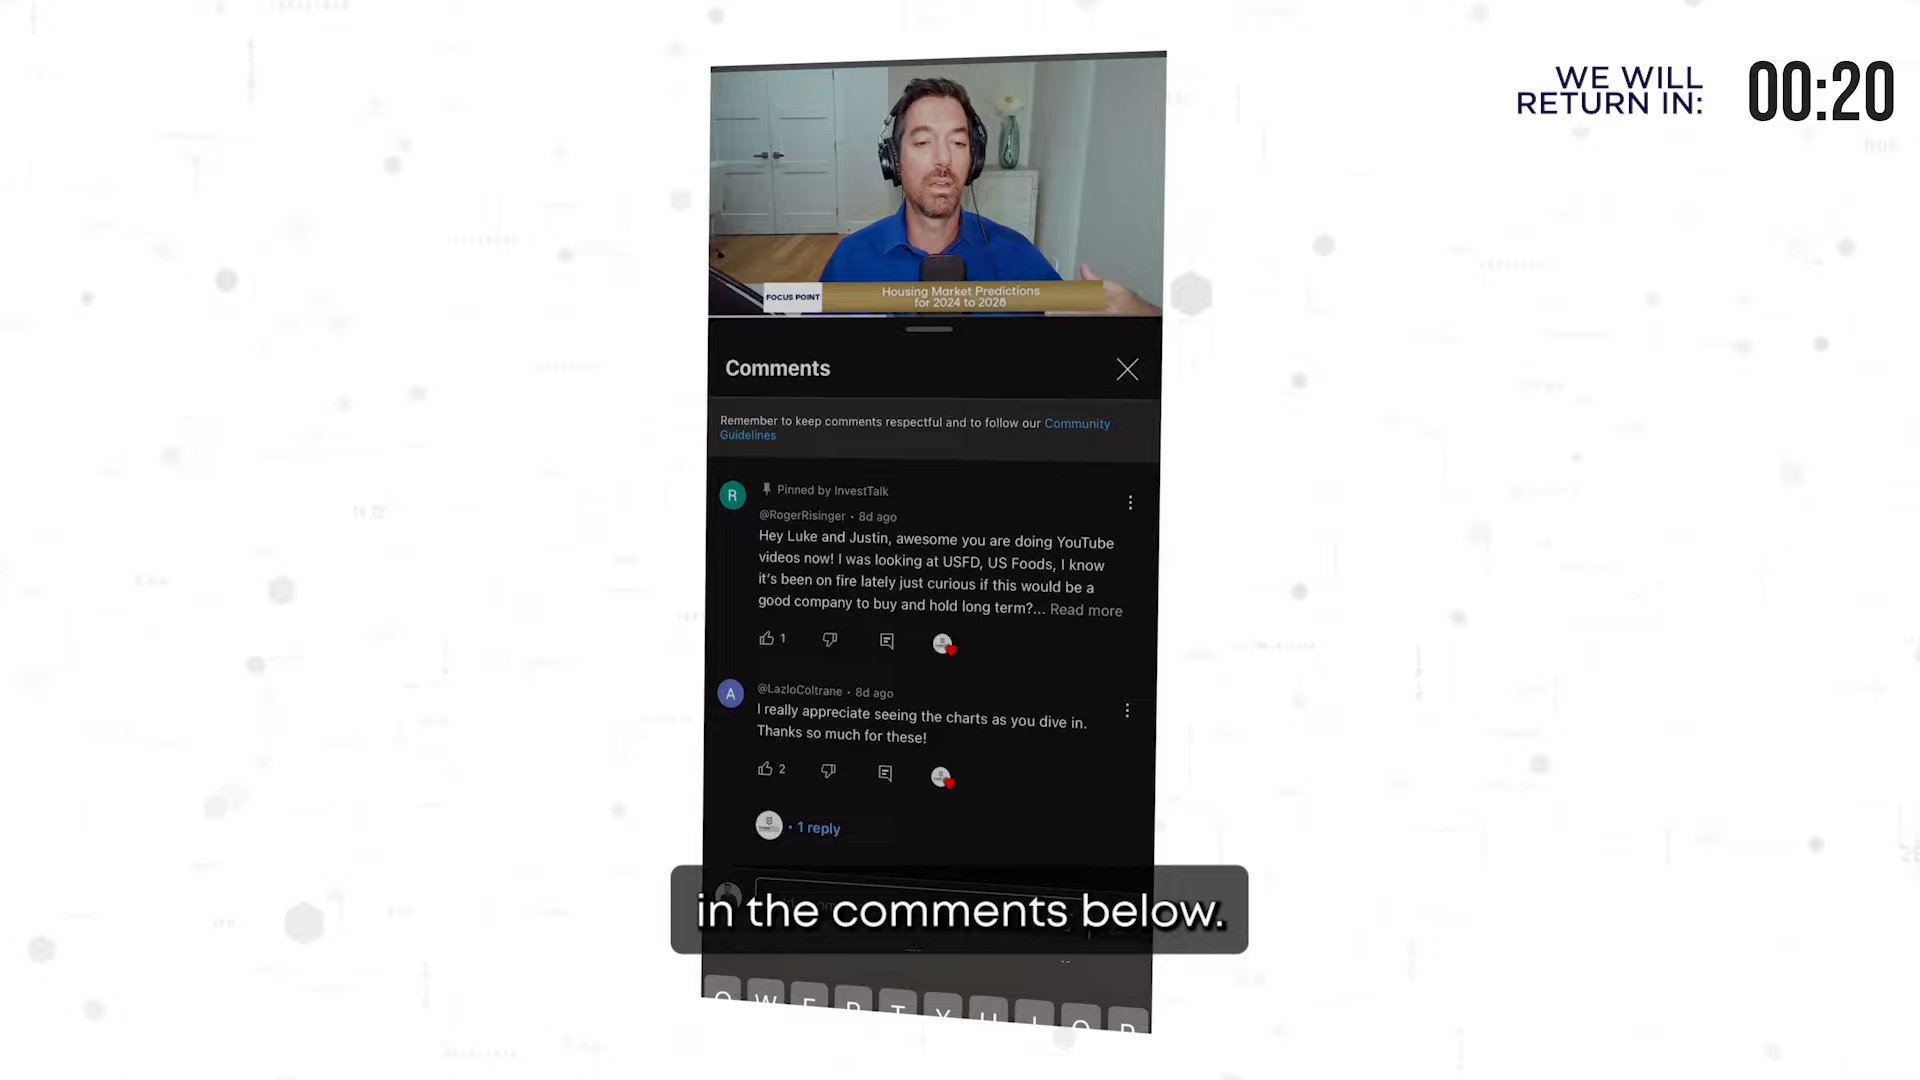 WE WILL
RETURN IN:
00:20
FOCUS POINT
Housing Market Predictions
for 2024 to 2028
Comments
Remember to keep comments respectful and to follow our Community
Guidelines
R
Pinned by InvestTalk
@RogerRisinger • 8d ago
Hey Luke and Justin, awesome you are doing YouTube
videos now! I was looking at USFD, US Foods, I know
it's been on fire lately just curious if this would be a
good company to buy and hold long term?... Read more
1
A
@LazloColtrane • 8d ago
I really appreciate seeing the charts as you dive in.
Thanks so much for these!
2
• 1 reply
in the comments below.
Q W E R T Y U I O P